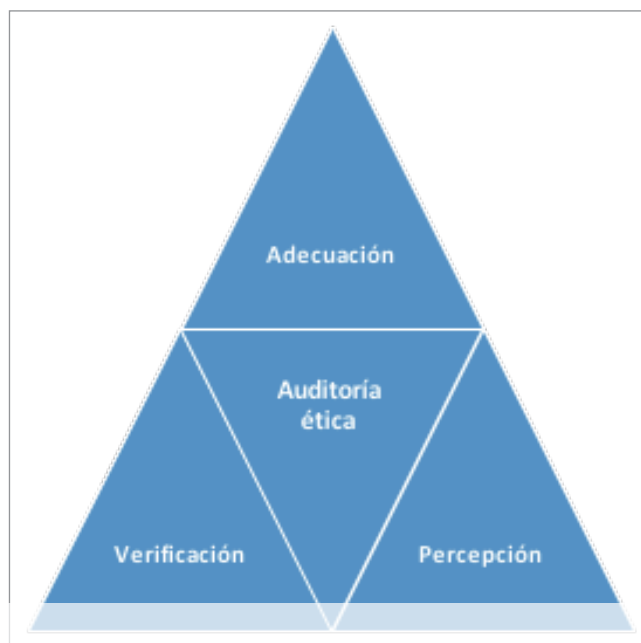 Adecuación
Auditoría
ética
Verificación
Percepción